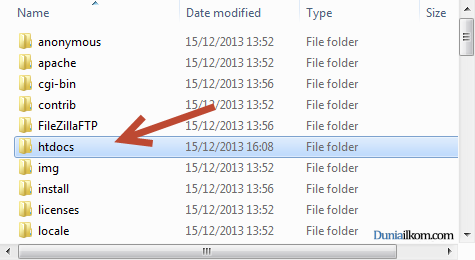 Name Date modified Type Size
anonymous 15/12/2013 13:52 File folder
apache 15/12/2013 13:52 File folder
cgi-bin 15/12/2013 13:56 File folder
contrib 15/12/2013 13:52 File folder
FileZillaFTP 15/12/2013 13:56 File folder
htdocs 15/12/2013 16:08 File folder
img 15/12/2013 13:52 File folder
install 15/12/2013 13:56 File folder
licenses 15/12/2013 13:52 File folder
locale 15/12/2013 13:52 File folder
Duniailkom.com